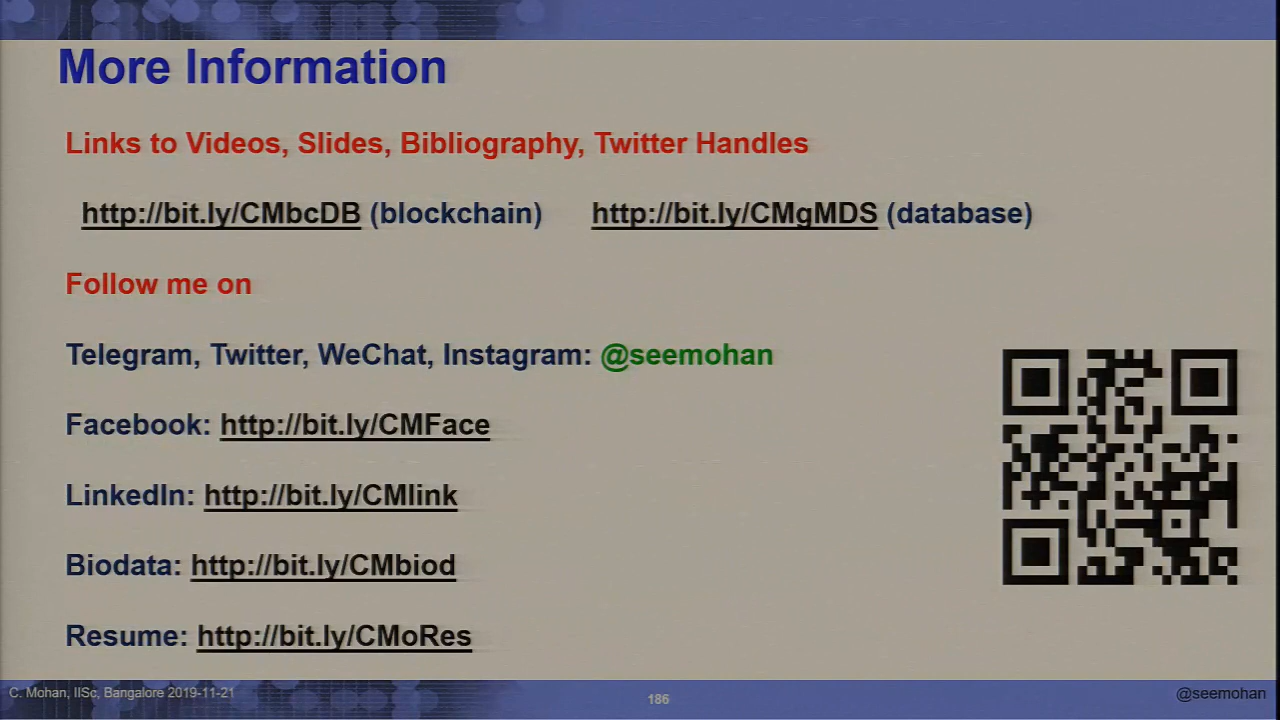 More Information
Links to Videos, Slides, Bibliography, Twitter Handles
http://bit.ly/CMbcDB (blockchain) http://bit.ly/CMgMDS (database)
Follow me on
Telegram, Twitter, WeChat, Instagram: @seemohan
Facebook: http://bit.ly/CMFace
LinkedIn: http://bit.ly/CMlink
Biodata: http://bit.ly/CMbiod
Resume: http://bit.ly/CMoRes
C. Mohan, IISc, Bangalore 2019-11-21
186
@seemohan